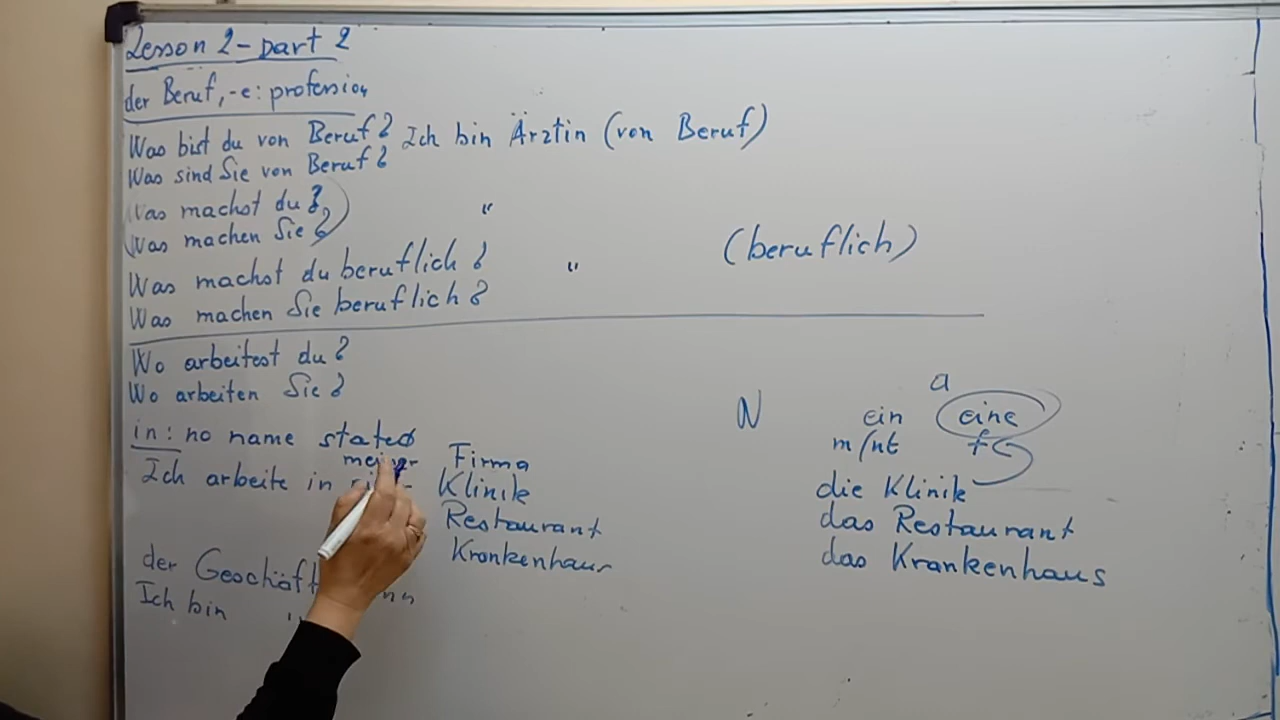 Lesson 2 - part 2
der Beruf, -e: profession
Was bist du von Beruf? Ich bin Ärztin (von Beruf)
Was sind Sie von Beruf?
Was machst du?
"
Was machen Sie?
Was machst du beruflich?
"
(beruflich)
Was machen Sie beruflich?
Wo arbeitest du?
Wo arbeiten Sie?
in: no name stated
meiner Firma
Ich arbeite in Klinik
Restaurant
Krankenhaus
der
Ich bin
a
N ein eine
m/nt f
die Klinik
das Restaurant
das Krankenhaus